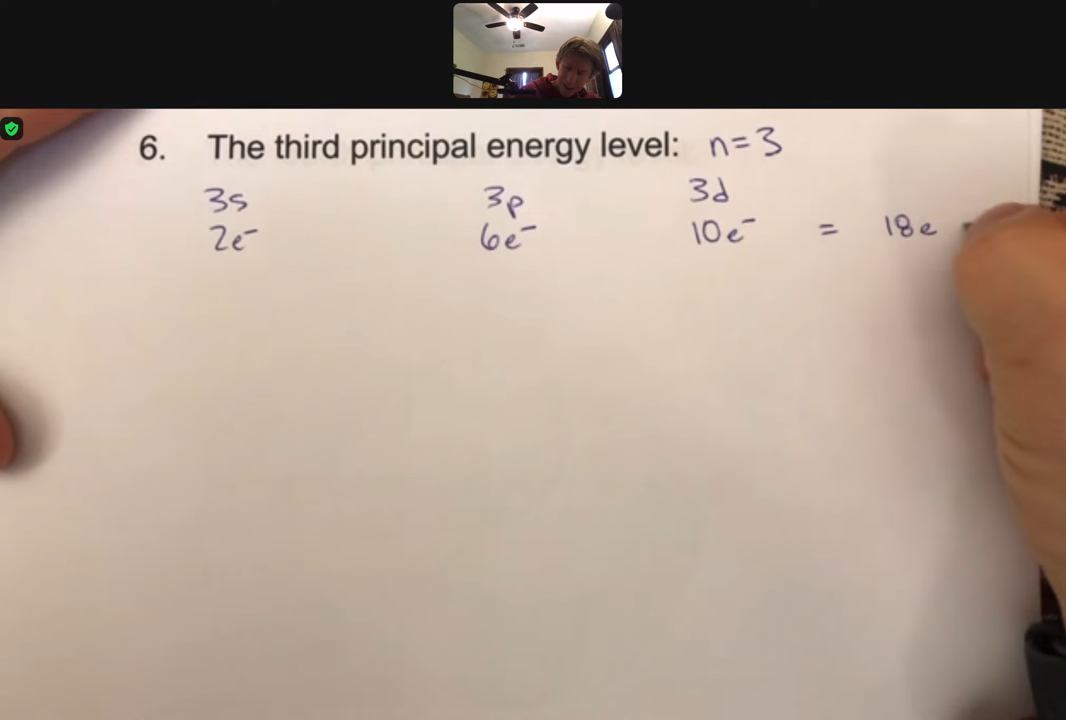 6. The third principal energy level: n=3
3s 3p 3d
2e⁻ 6e⁻ 10e⁻ = 18e